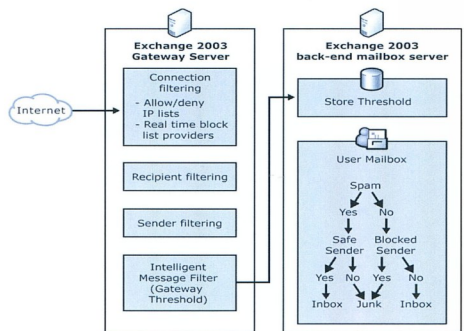 Exchange 2003
Gateway Server
Connection
filtering
- Allow/deny
IP lists
- Real time block
list providers
Internet
Recipient filtering
Sender filtering
Intelligent
Message Filter
(Gateway
Threshold)
Exchange 2003
back-end mailbox server
Store Threshold
User Mailbox
Spam
Yes No
Safe Sender Blocked Sender
Yes No Yes No
Inbox Junk Inbox